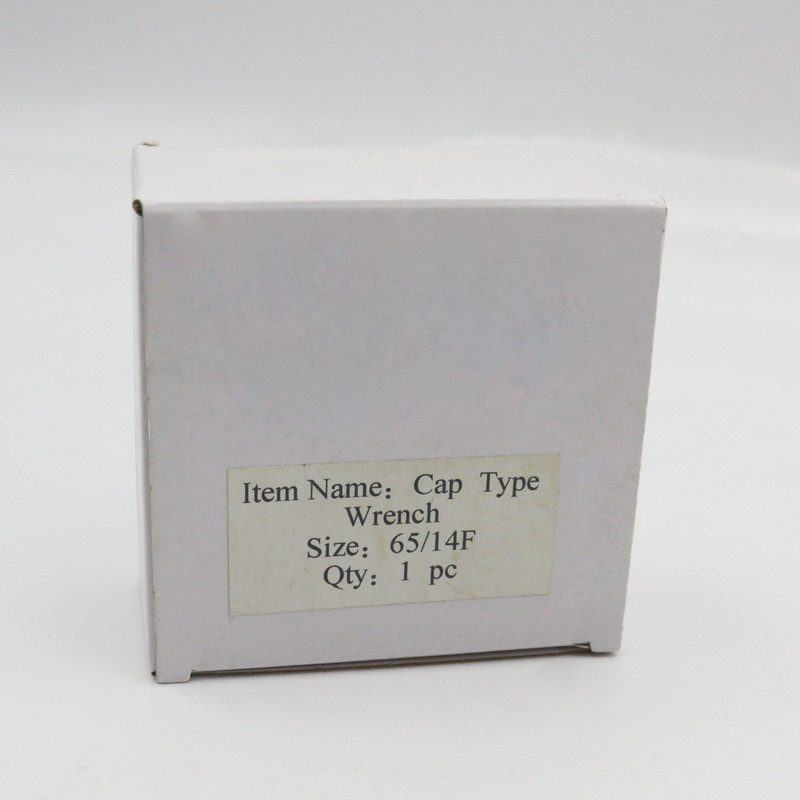 Item Name： Cap Type
Wrench
Size： 65/14F
Qty： 1 pc